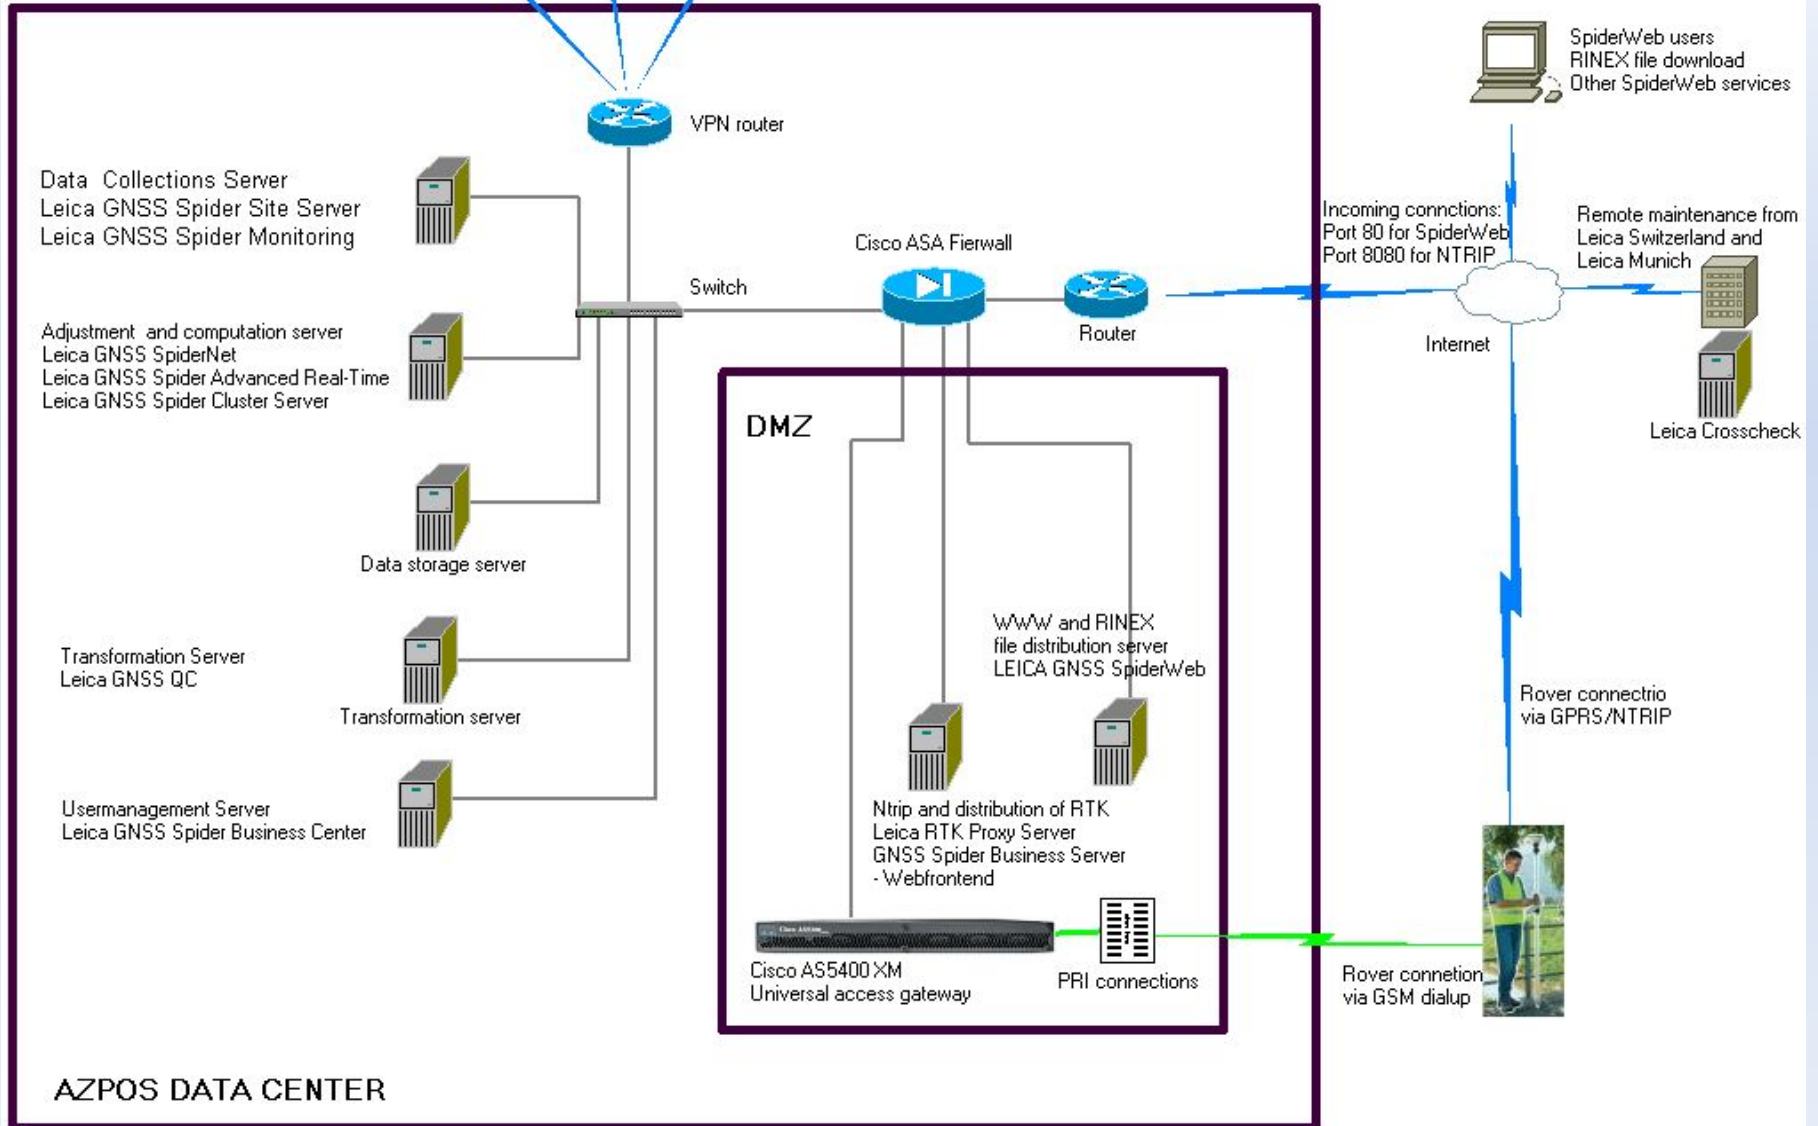 SpiderWeb users
RINEX file download
Other SpiderWeb services
VPN router
Data Collections Server
Leica GNSS Spider Site Server
Leica GNSS Spider Monitoring
Incoming connctions:
Port 80 for SpiderWeb
Port 8080 for NTRIP
Remote maintenance from
Leica Switzerland and
Leica Munich
Cisco ASA Fierwall
Switch
Router
Internet
Adjustment and computation server
Leica GNSS SpiderNet
Leica GNSS Spider Advanced Real-Time
Leica GNSS Spider Cluster Server
Leica Crosscheck
DMZ
Data storage server
WWW and RINEX
file distribution server
LEICA GNSS SpiderWeb
Transformation Server
Leica GNSS QC
Transformation server
Rover connectrio
via GPRS/NTRIP
Usermanagement Server
Leica GNSS Spider Business Center
Ntrip and distribution of RTK
Leica RTK Proxy Server
GNSS Spider Business Server
- Webfrontend
Cisco AS5400 XM
Universal access gateway
PRI connections
Rover connetion
via GSM dialup
AZPOS DATA CENTER